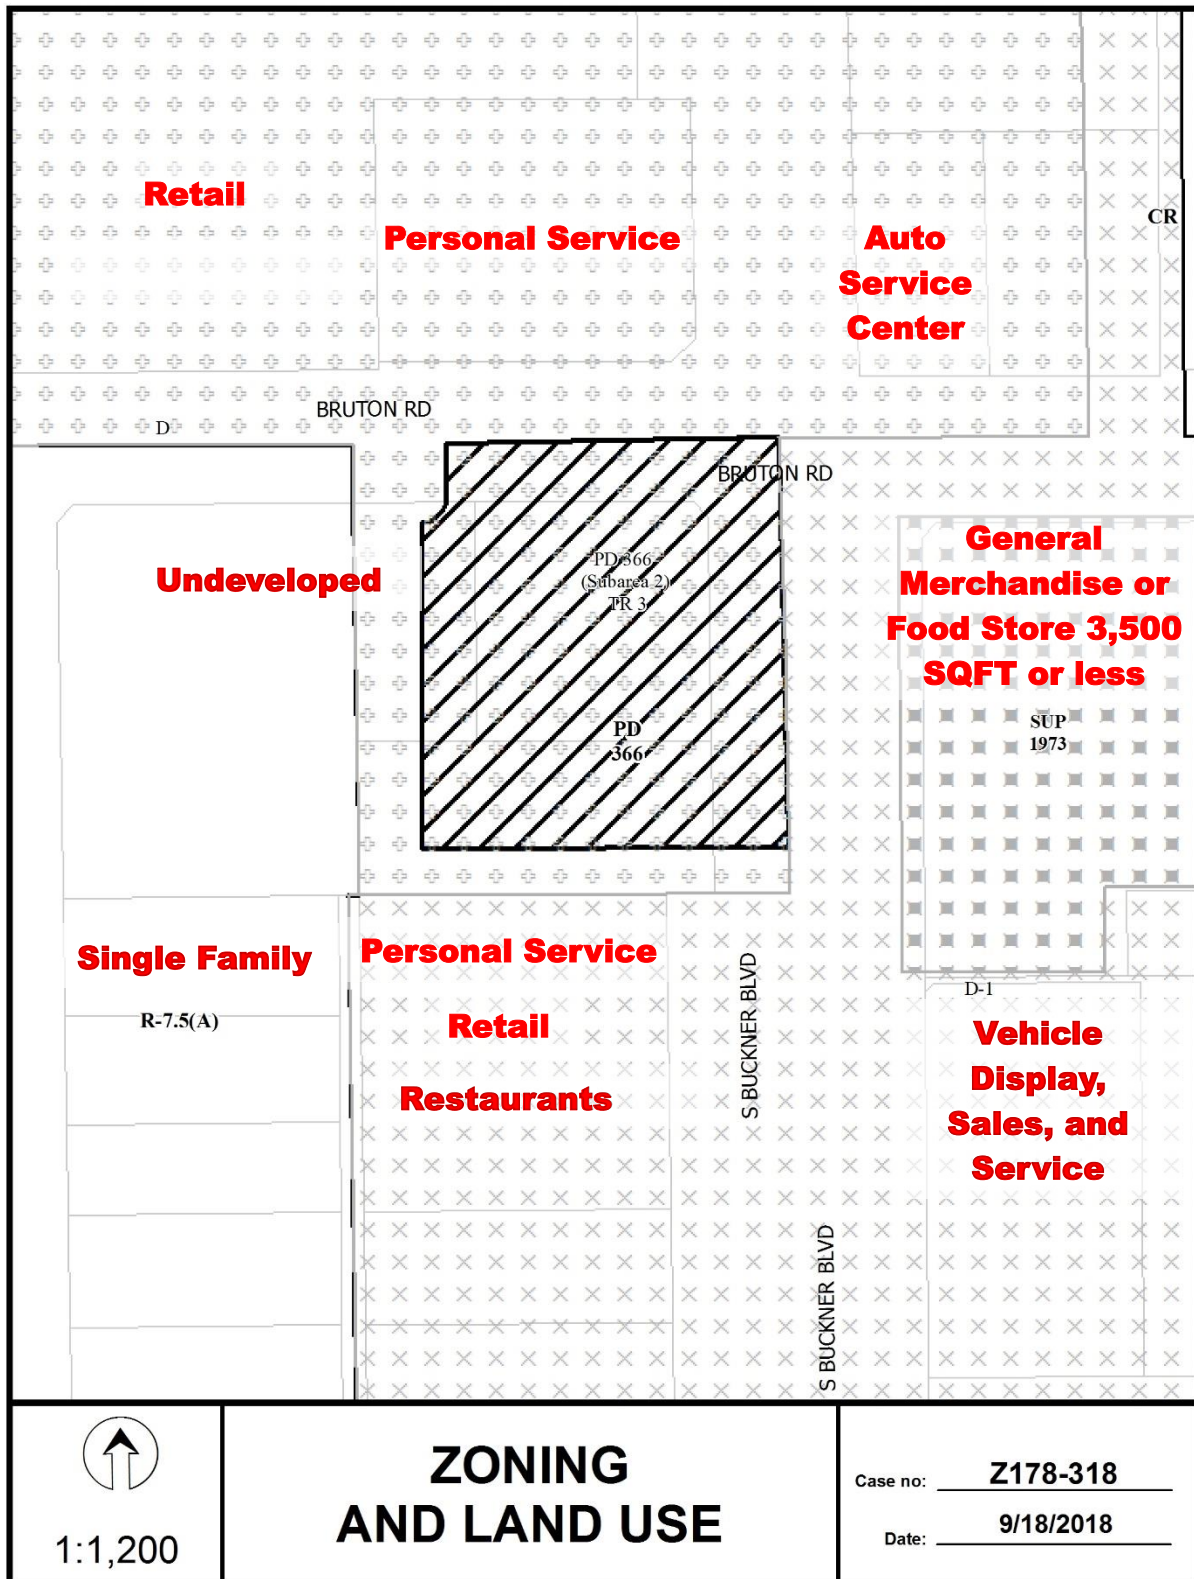 Retail
CR
Personal Service
Auto
Service
Center
BRUTON RD
D
BRUTON RD
PD 366
(Subarea 2)
TR 3
General
Merchandise or
Food Store 3,500
SQFT or less
Undeveloped
SUP
1973
PD
366
Single Family
R-7.5(A)
Personal Service
Retail
Restaurants
S BUCKNER BLVD
D-1
Vehicle
Display,
Sales, and
Service
S BUCKNER BLVD
1:1,200
ZONING
AND LAND USE
Case no: Z178-318
Date: 9/18/2018